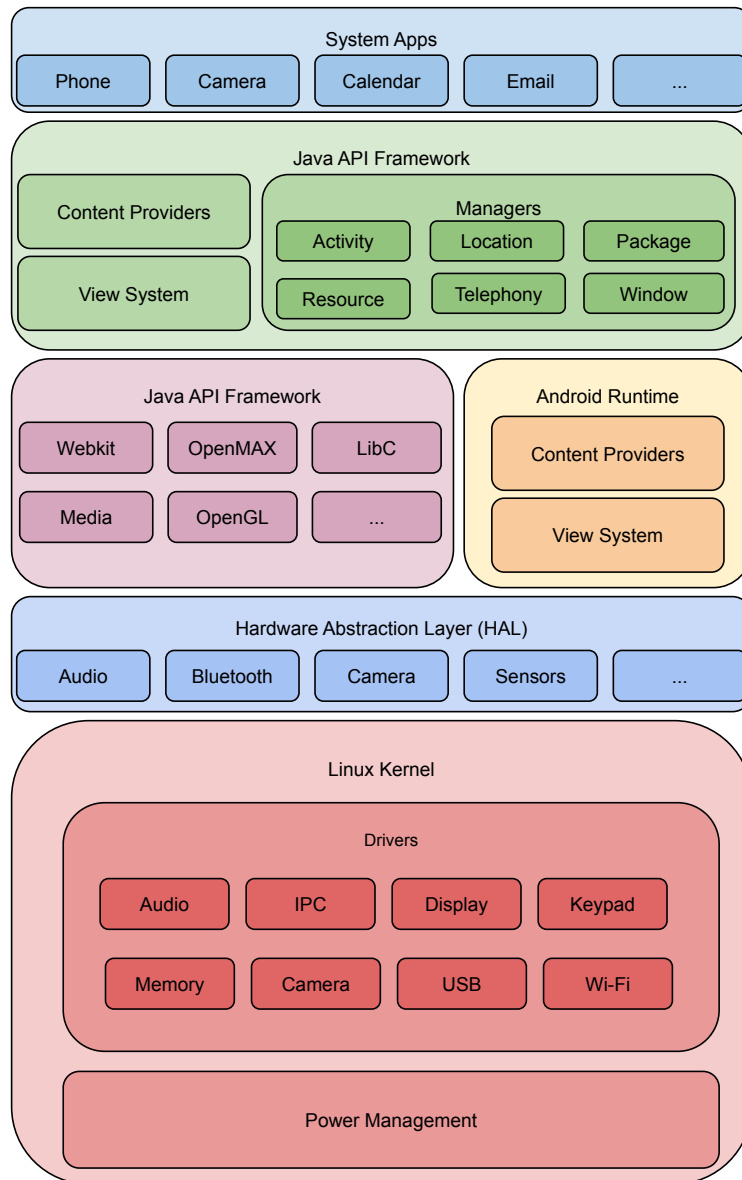 System Apps
Phone
Camera
Calendar
Email
...
Java API Framework
Content Providers
View System
Managers
Activity
Location
Package
Resource
Telephony
Window
Java API Framework
Webkit
OpenMAX
LibC
Media
OpenGL
...
Android Runtime
Content Providers
View System
Hardware Abstraction Layer (HAL)
Audio
Bluetooth
Camera
Sensors
...
Linux Kernel
Drivers
Audio
IPC
Display
Keypad
Memory
Camera
USB
Wi-Fi
Power Management